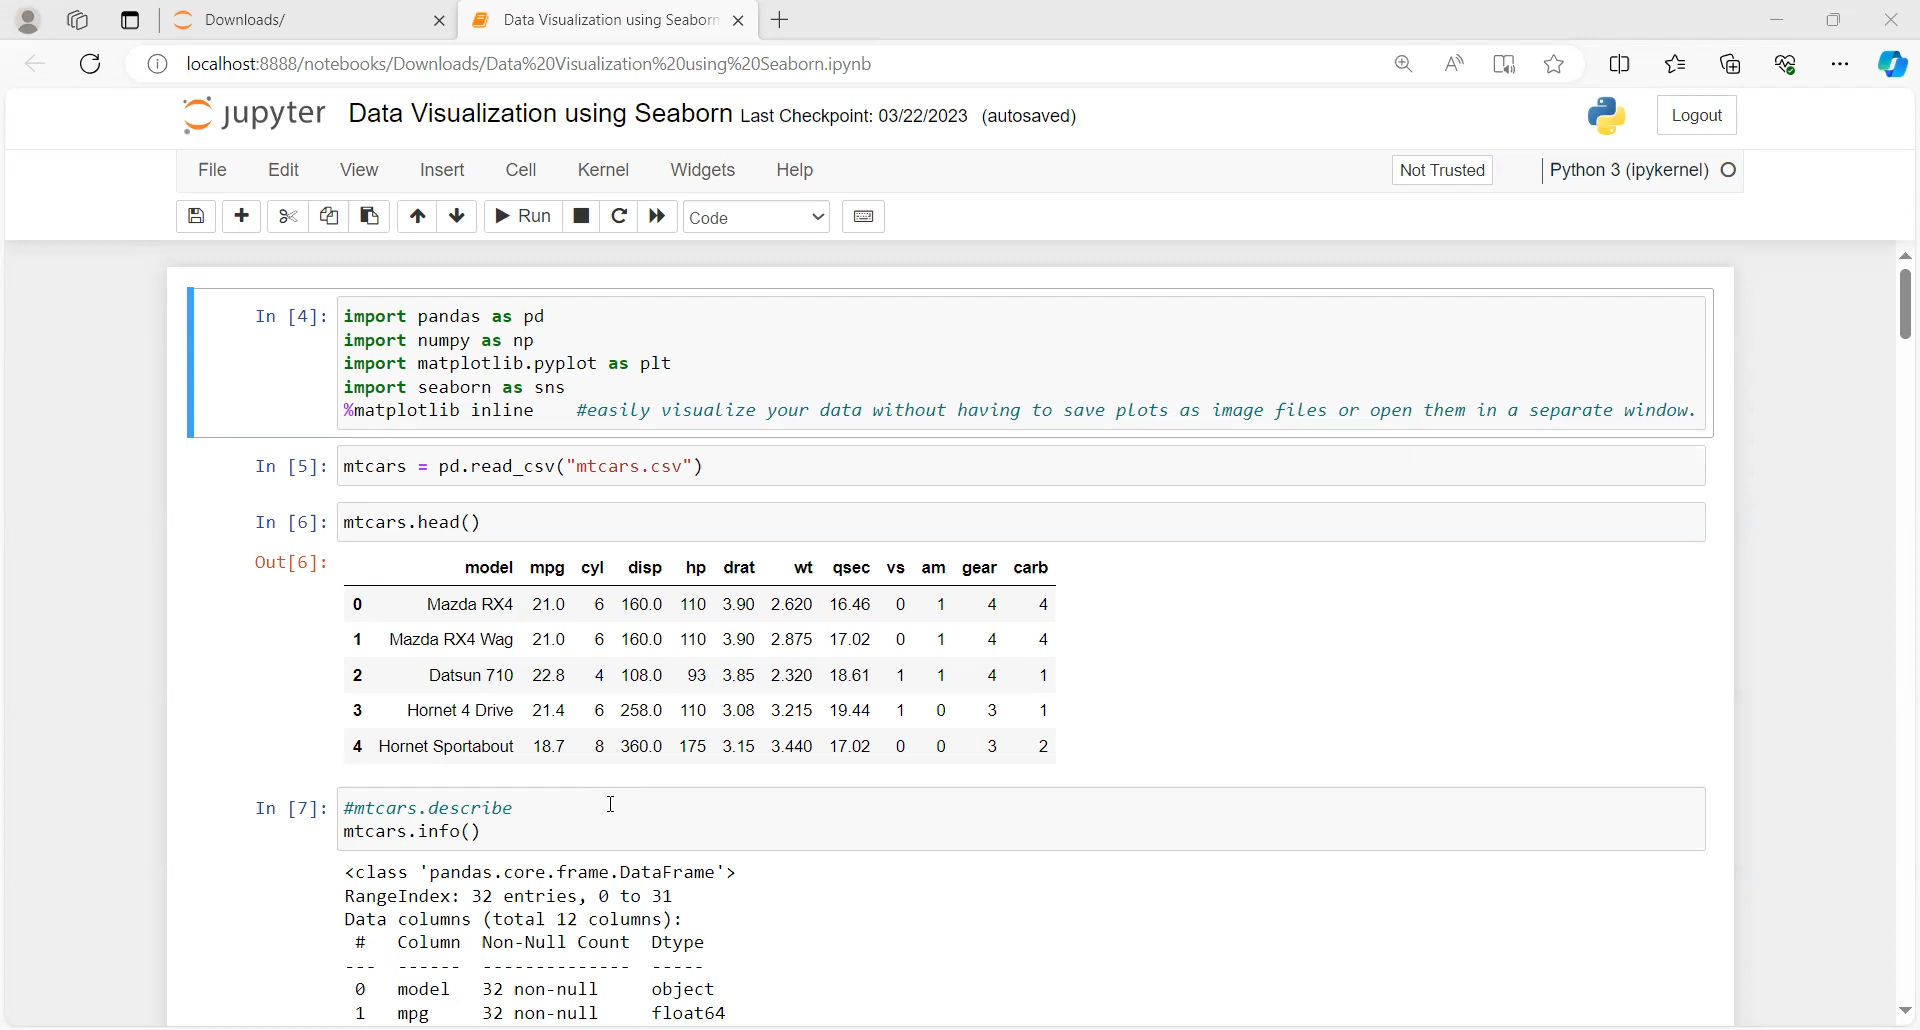 Downloads/
Data Visualization using Seaborn
localhost:8888/notebooks/Downloads/Data%20Visualization%20using%20Seaborn.ipynb
jupyter Data Visualization using Seaborn Last Checkpoint: 03/22/2023 (autosaved)
Logout
File Edit View Insert Cell Kernel Widgets Help
Not Trusted
Python 3 (ipykernel)
Run
Code
In [4]: import pandas as pd
import numpy as np
import matplotlib.pyplot as plt
import seaborn as sns
%matplotlib inline #easily visualize your data without having to save plots as image files or open them in a separate window.
In [5]: mtcars = pd.read_csv("mtcars.csv")
In [6]: mtcars.head()
Out[6]:
model mpg cyl disp hp drat wt qsec vs am gear carb
0 Mazda RX4 21.0 6 160.0 110 3.90 2.620 16.46 0 1 4 4
1 Mazda RX4 Wag 21.0 6 160.0 110 3.90 2.875 17.02 0 1 4 4
2 Datsun 710 22.8 4 108.0 93 3.85 2.320 18.61 1 1 4 1
3 Hornet 4 Drive 21.4 6 258.0 110 3.08 3.215 19.44 1 0 3 1
4 Hornet Sportabout 18.7 8 360.0 175 3.15 3.440 17.02 0 0 3 2
In [7]: #mtcars.describe
mtcars.info()
<class 'pandas.core.frame.DataFrame'>
RangeIndex: 32 entries, 0 to 31
Data columns (total 12 columns):
# Column Non-Null Count Dtype
--- ------ -------------- -----
0 model 32 non-null object
1 mpg 32 non-null float64